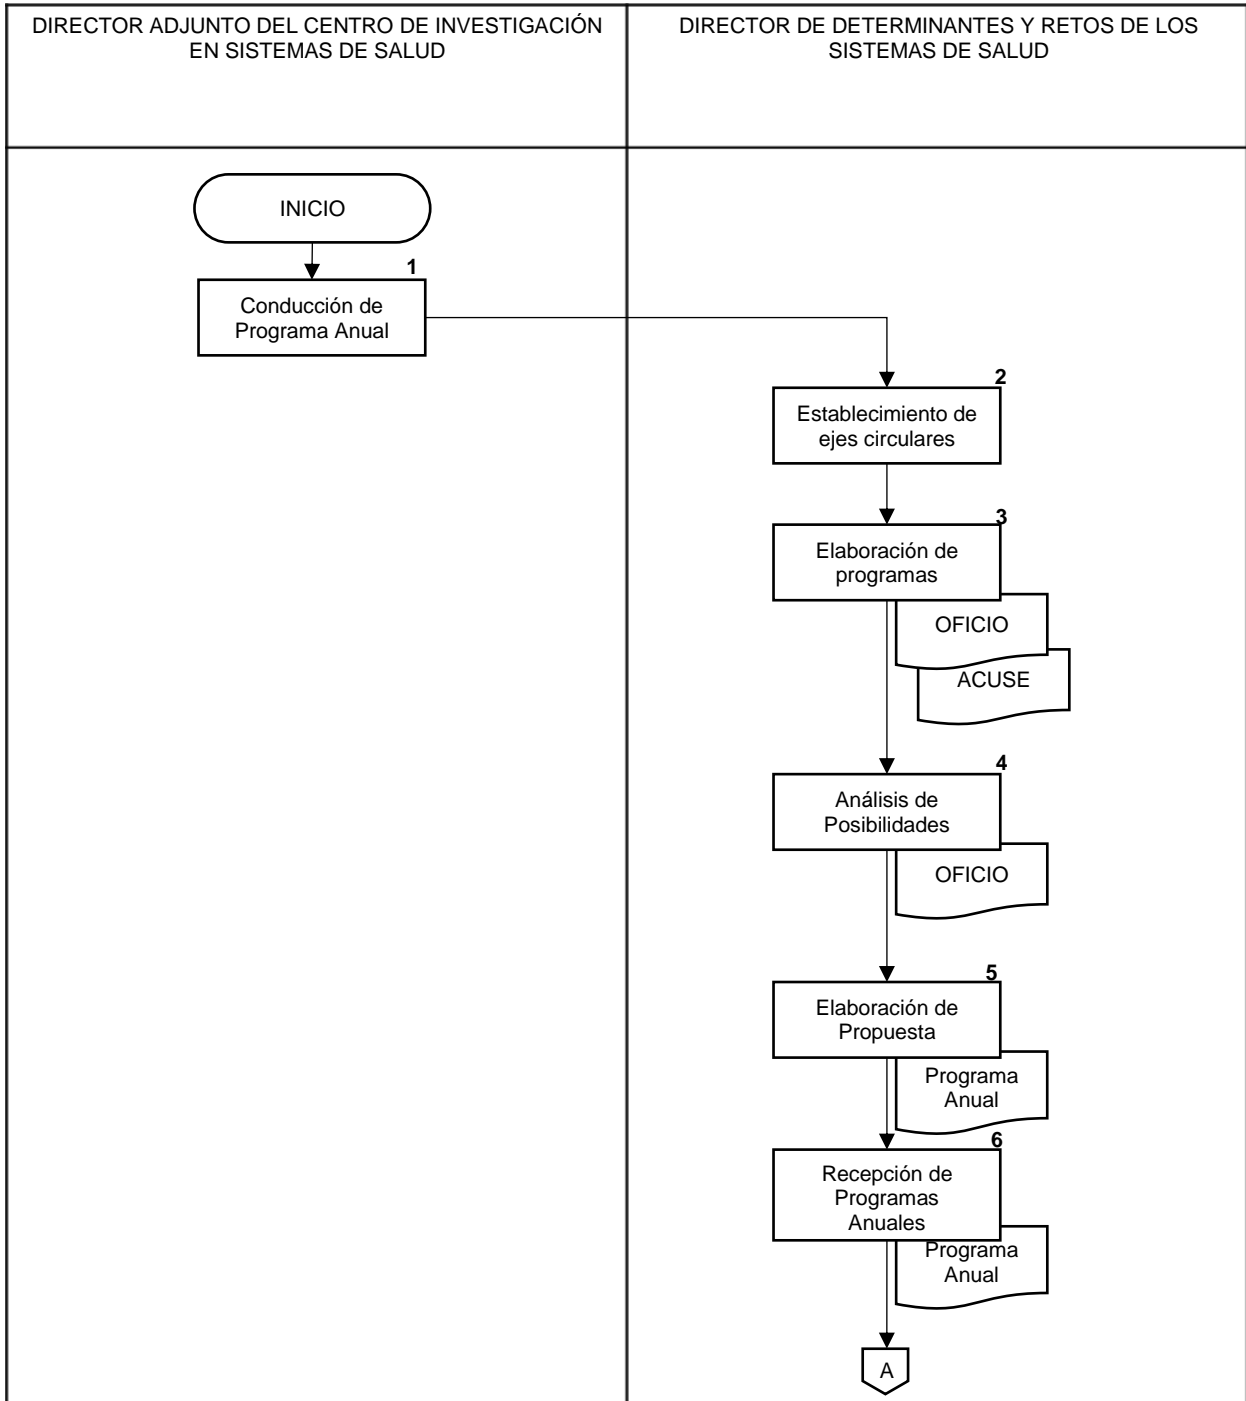 DIRECTOR ADJUNTO DEL CENTRO DE INVESTIGACIÓN
EN SISTEMAS DE SALUD
DIRECTOR DE DETERMINANTES Y RETOS DE LOS
SISTEMAS DE SALUD
INICIO
1
Conducción de
Programa Anual
2
Establecimiento de
ejes circulares
3
Elaboración de
programas
OFICIO
ACUSE
4
Análisis de
Posibilidades
OFICIO
5
Elaboración de
Propuesta
Programa
Anual
6
Recepción de
Programas
Anuales
Programa
Anual
A